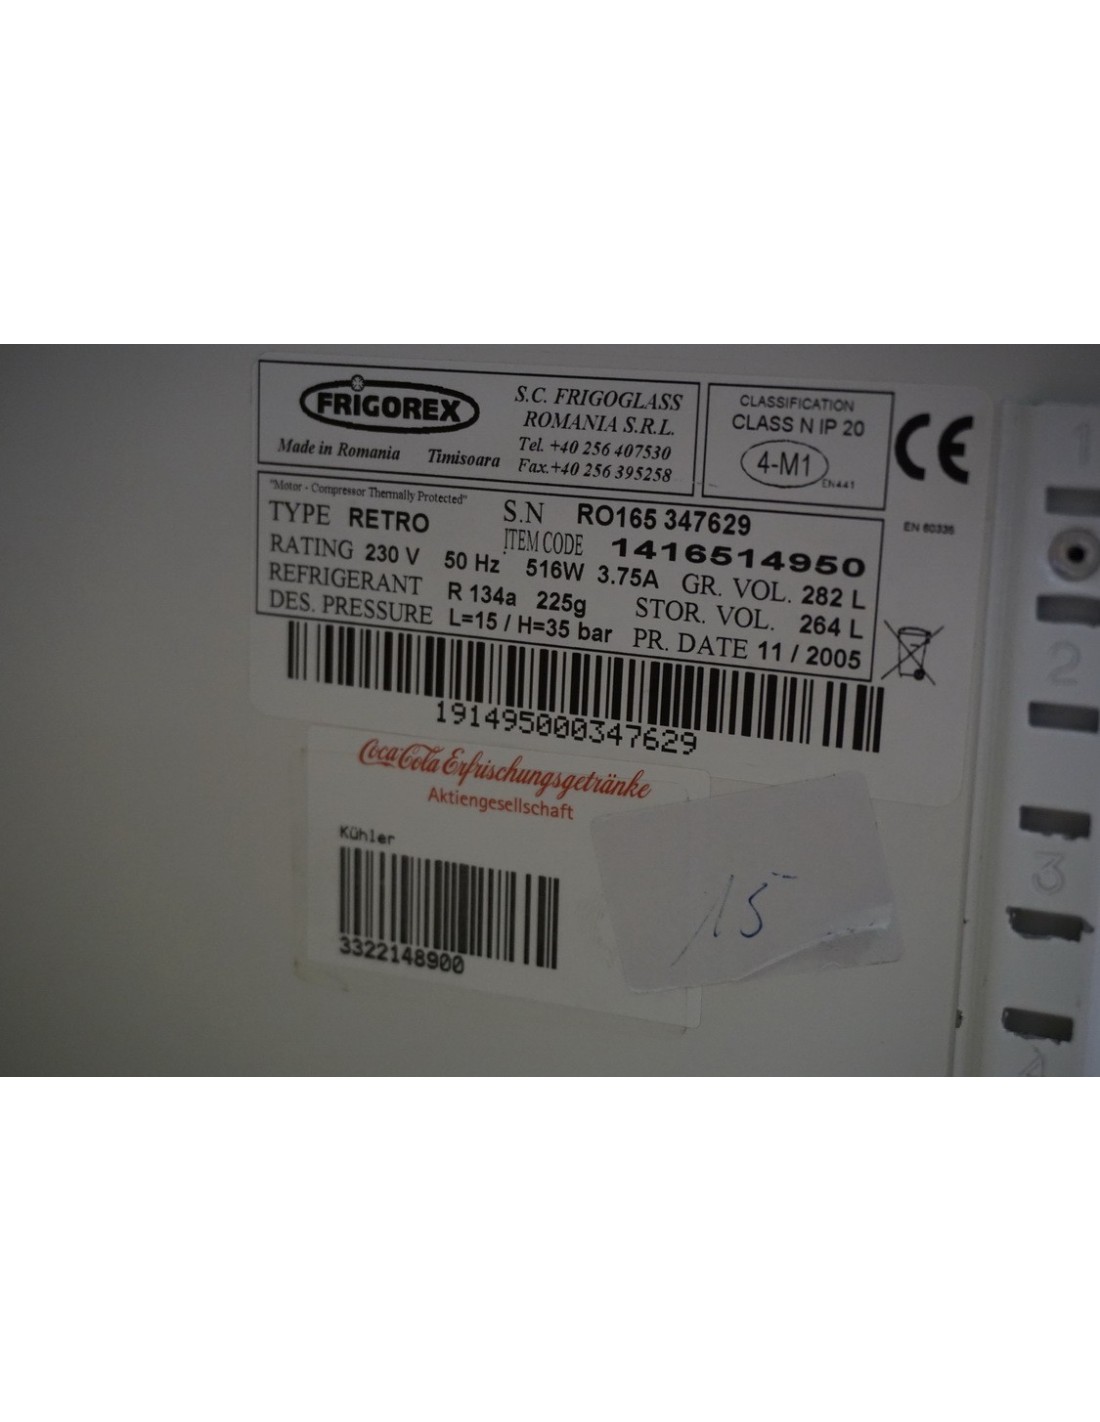 FRIGOREX
Made in Romania Timisoara
S.C. FRIGOGLASS
ROMANIA S.R.L.
Tel. +40 256 407530
Fax.+40 256 395258
CLASSIFICATION
CLASS N IP 20
4-M1
EN441
CE
EN 60335
"Motor - Compressor Thermally Protected"
TYPE RETRO S.N RO165 347629
ITEM CODE 1416514950
RATING 230 V 50 Hz 516W 3.75A GR. VOL. 282 L
REFRIGERANT R 134a 225g STOR. VOL. 264 L
DES. PRESSURE L=15 / H=35 bar PR. DATE 11 / 2005
191495000347629
Coca Cola Erfrischungsgetränke
Aktiengesellschaft
Kühler
3322148900
15
1
2
3
4